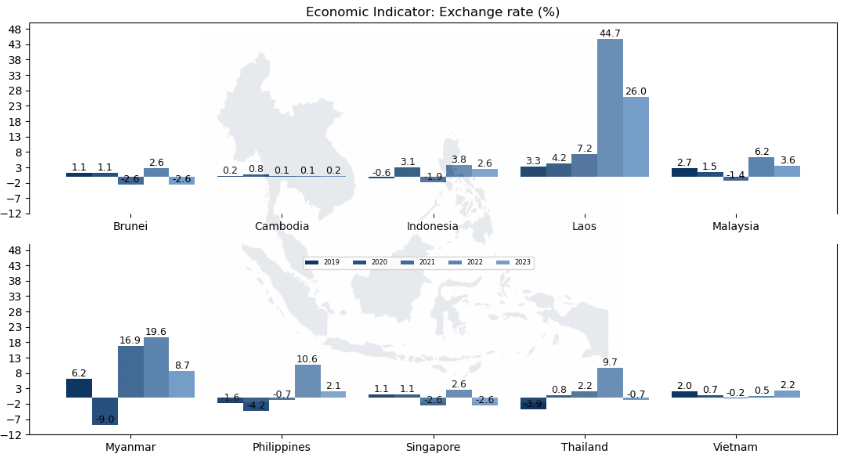 Economic Indicator: Exchange rate (%)
48
43
38
33
28
23
18
13
8
3
−2
−7
−12
1.1 1.1 -2.6 2.6 -2.6
0.2 0.8 0.1 0.1 0.2
-0.6 3.1 -1.9 3.8 2.6
3.3 4.2 7.2 44.7 26.0
2.7 1.5 -1.4 6.2 3.6
Brunei Cambodia Indonesia Laos Malaysia
2019 2020 2021 2022 2023
48
43
38
33
28
23
18
13
8
3
−2
−7
−12
6.2 -9.0 16.9 19.6 8.7
-1.6 -4.2 -0.7 10.6 2.1
1.1 1.1 -2.6 2.6 -2.6
-3.9 0.8 2.2 9.7 -0.7
2.0 0.7 -0.2 0.5 2.2
Myanmar Philippines Singapore Thailand Vietnam